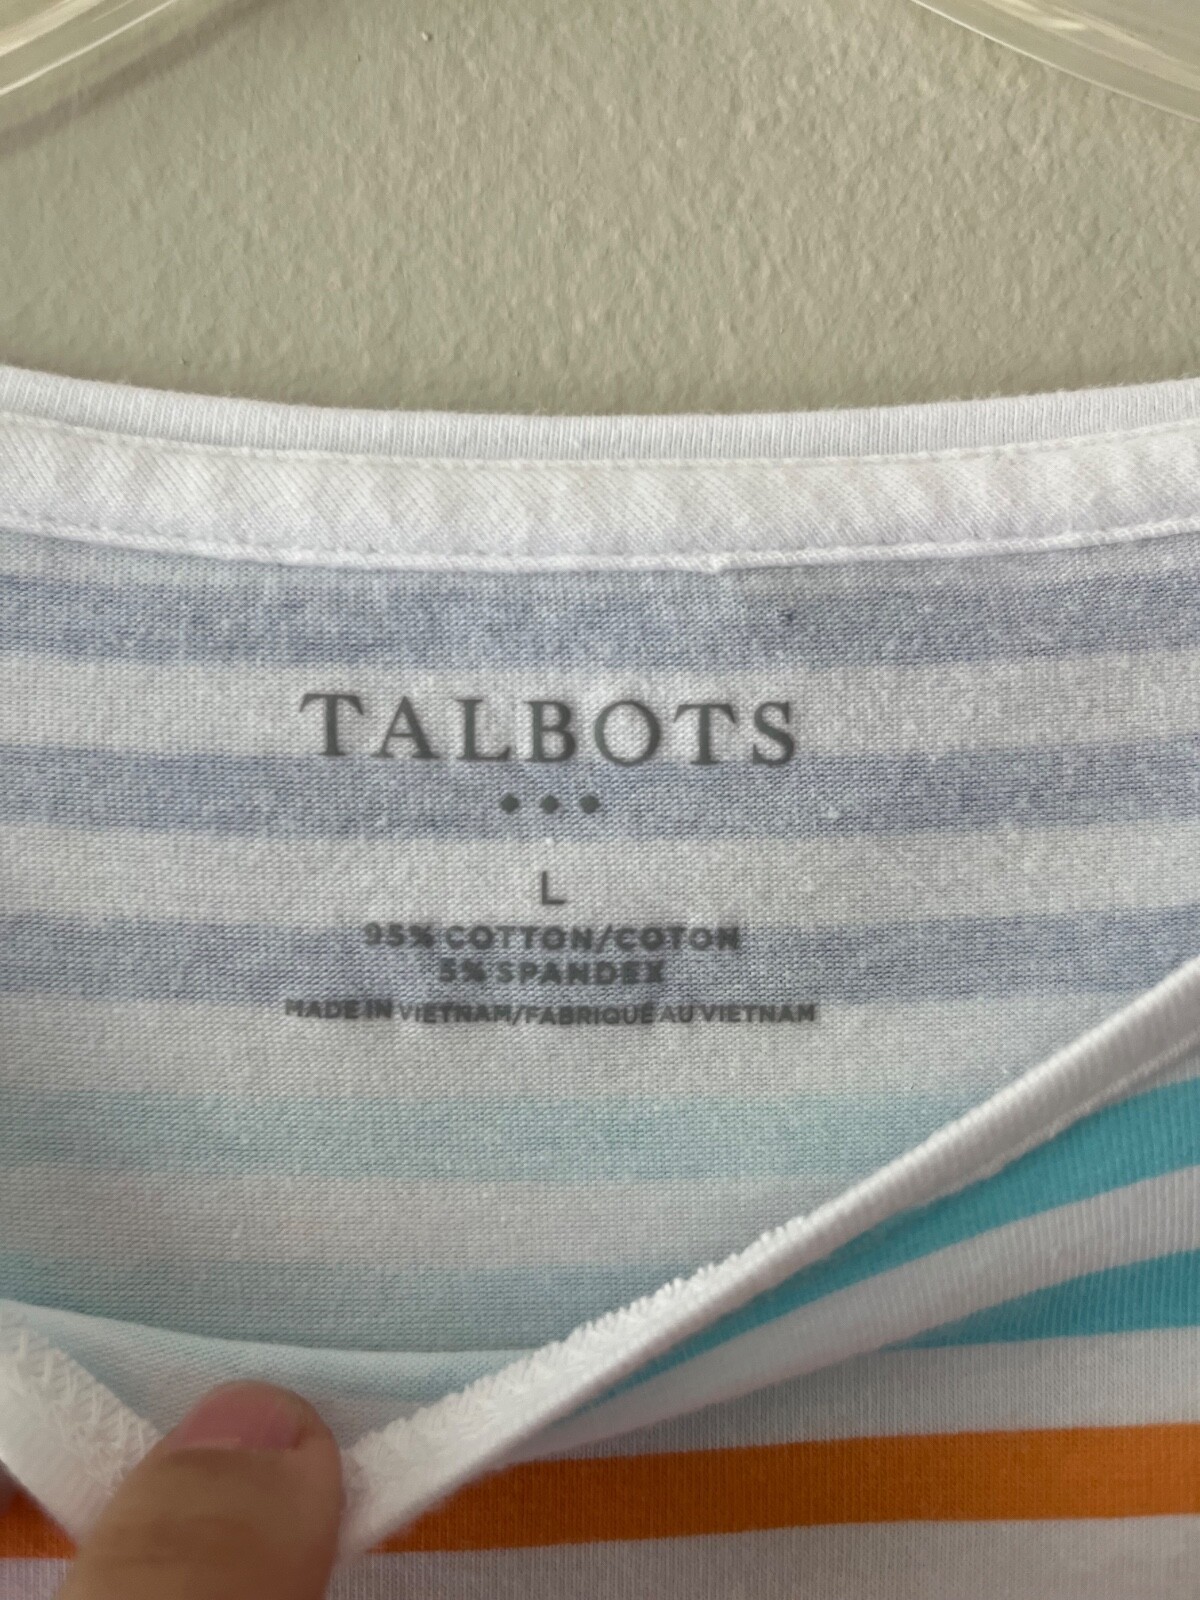 TALBOTS
L
95% COTTON/COTON
5% SPANDEX
MADE IN VIETNAM/FABRIQUÉ AU VIETNAM